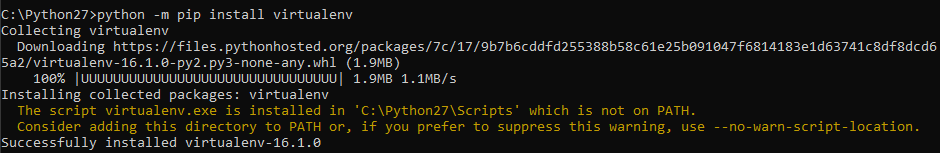 C:\Python27>python -m pip install virtualenv
Collecting virtualenv
  Downloading https://files.pythonhosted.org/packages/7c/17/9b7b6cddfd255388b58c61e25b091047f6814183e1d63741c8df8dcd6
5a2/virtualenv-16.1.0-py2.py3-none-any.whl (1.9MB)
    100% |UUUUUUUUUUUUUUUUUUUUUUUUUUUUUUUU| 1.9MB 1.1MB/s
Installing collected packages: virtualenv
  The script virtualenv.exe is installed in 'C:\Python27\Scripts' which is not on PATH.
  Consider adding this directory to PATH or, if you prefer to suppress this warning, use --no-warn-script-location.
Successfully installed virtualenv-16.1.0